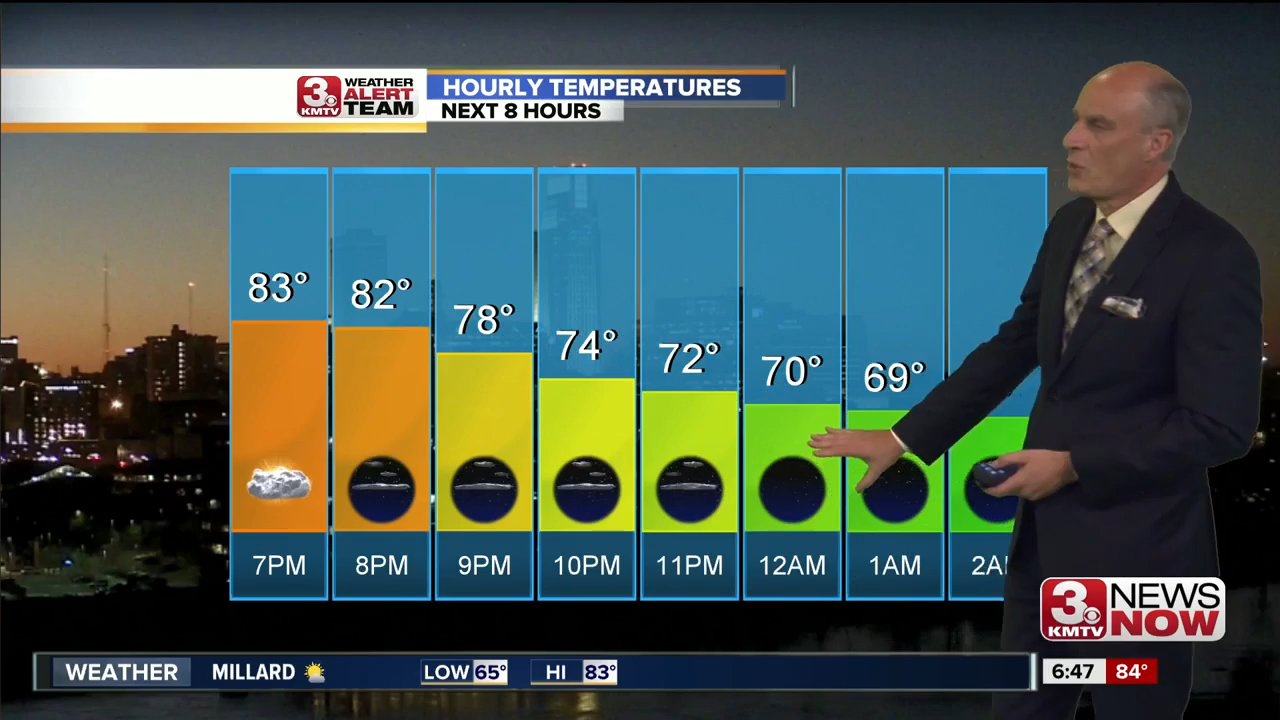 3
KMTV
WEATHER
ALERT
TEAM
HOURLY TEMPERATURES
NEXT 8 HOURS
83° 82° 78° 74° 72° 70° 69°
7PM 8PM 9PM 10PM 11PM 12AM 1AM
3
KMTV
NEWS
NOW
WEATHER MILLARD LOW 65° HI 83° 6:47 84°